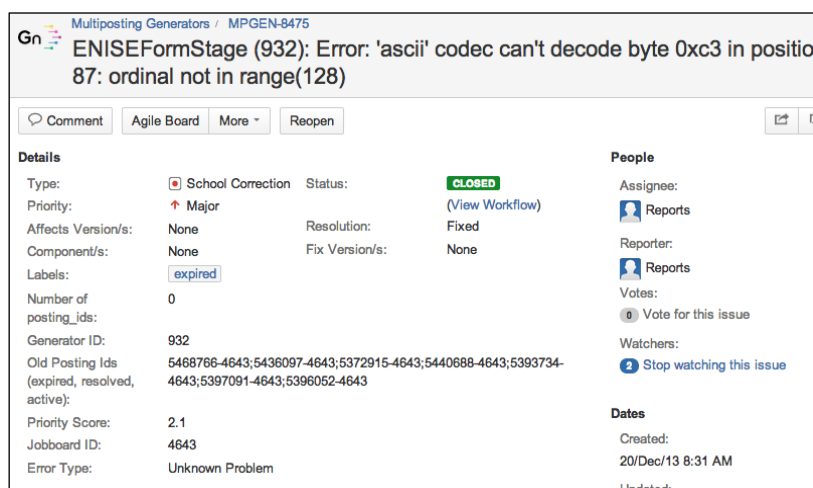 Gn
Multiposting Generators / MPGEN-8475
ENISEFormStage (932): Error: 'ascii' codec can't decode byte 0xc3 in positio
87: ordinal not in range(128)
Comment Agile Board More Reopen
Details
Type: School Correction
Priority: Major
Affects Version/s: None
Component/s: None
Labels: expired
Number of
posting_ids: 0
Generator ID: 932
Old Posting Ids
(expired, resolved,
active):
5468766-4643;5436097-4643;5372915-4643;5440688-4643;5393734-
4643;5397091-4643;5396052-4643
Priority Score: 2.1
Jobboard ID: 4643
Error Type: Unknown Problem
Status: CLOSED
(View Workflow)
Resolution: Fixed
Fix Version/s: None
People
Assignee:
Reports
Reporter:
Reports
Votes:
0 Vote for this issue
Watchers:
2 Stop watching this issue
Dates
Created:
20/Dec/13 8:31 AM